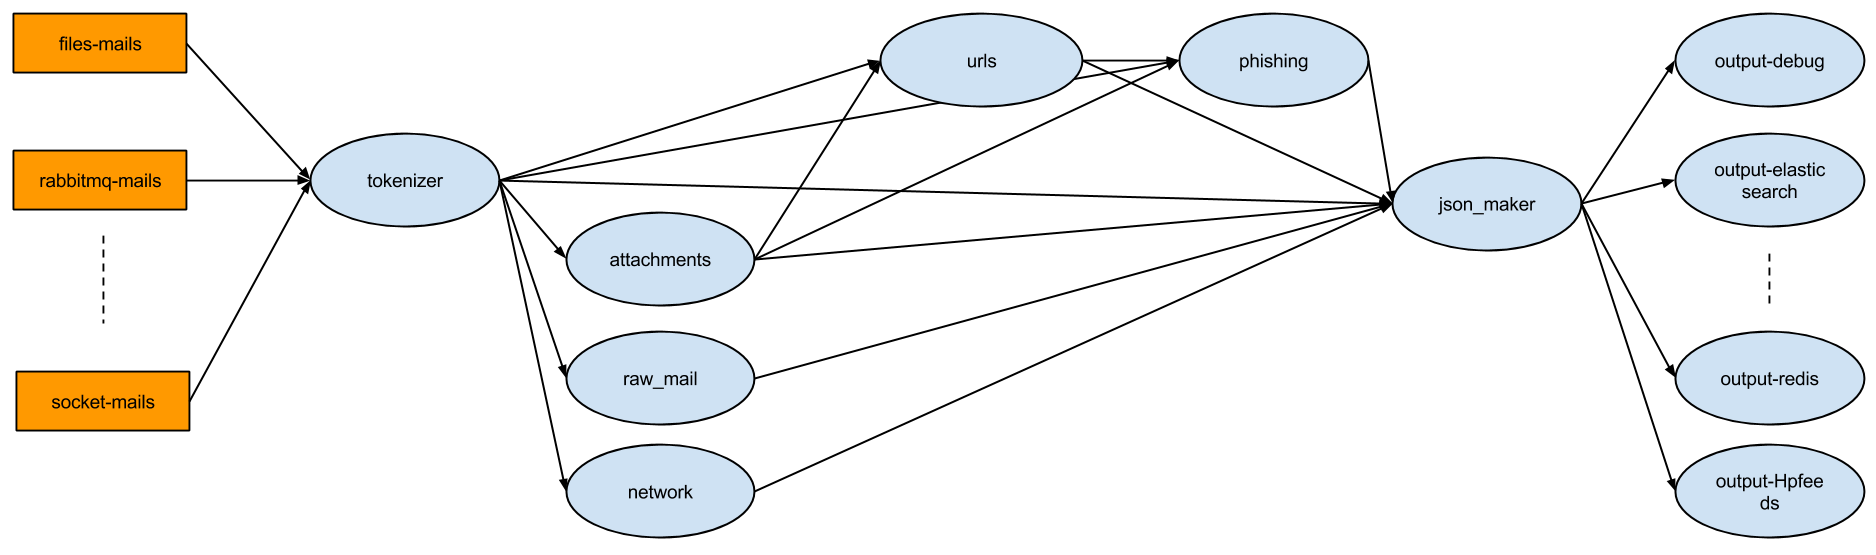 files-mails
rabbitmq-mails
socket-mails
tokenizer
attachments
raw_mail
network
urls
phishing
json_maker
output-debug
output-elastic
search
output-redis
output-Hpfee
ds